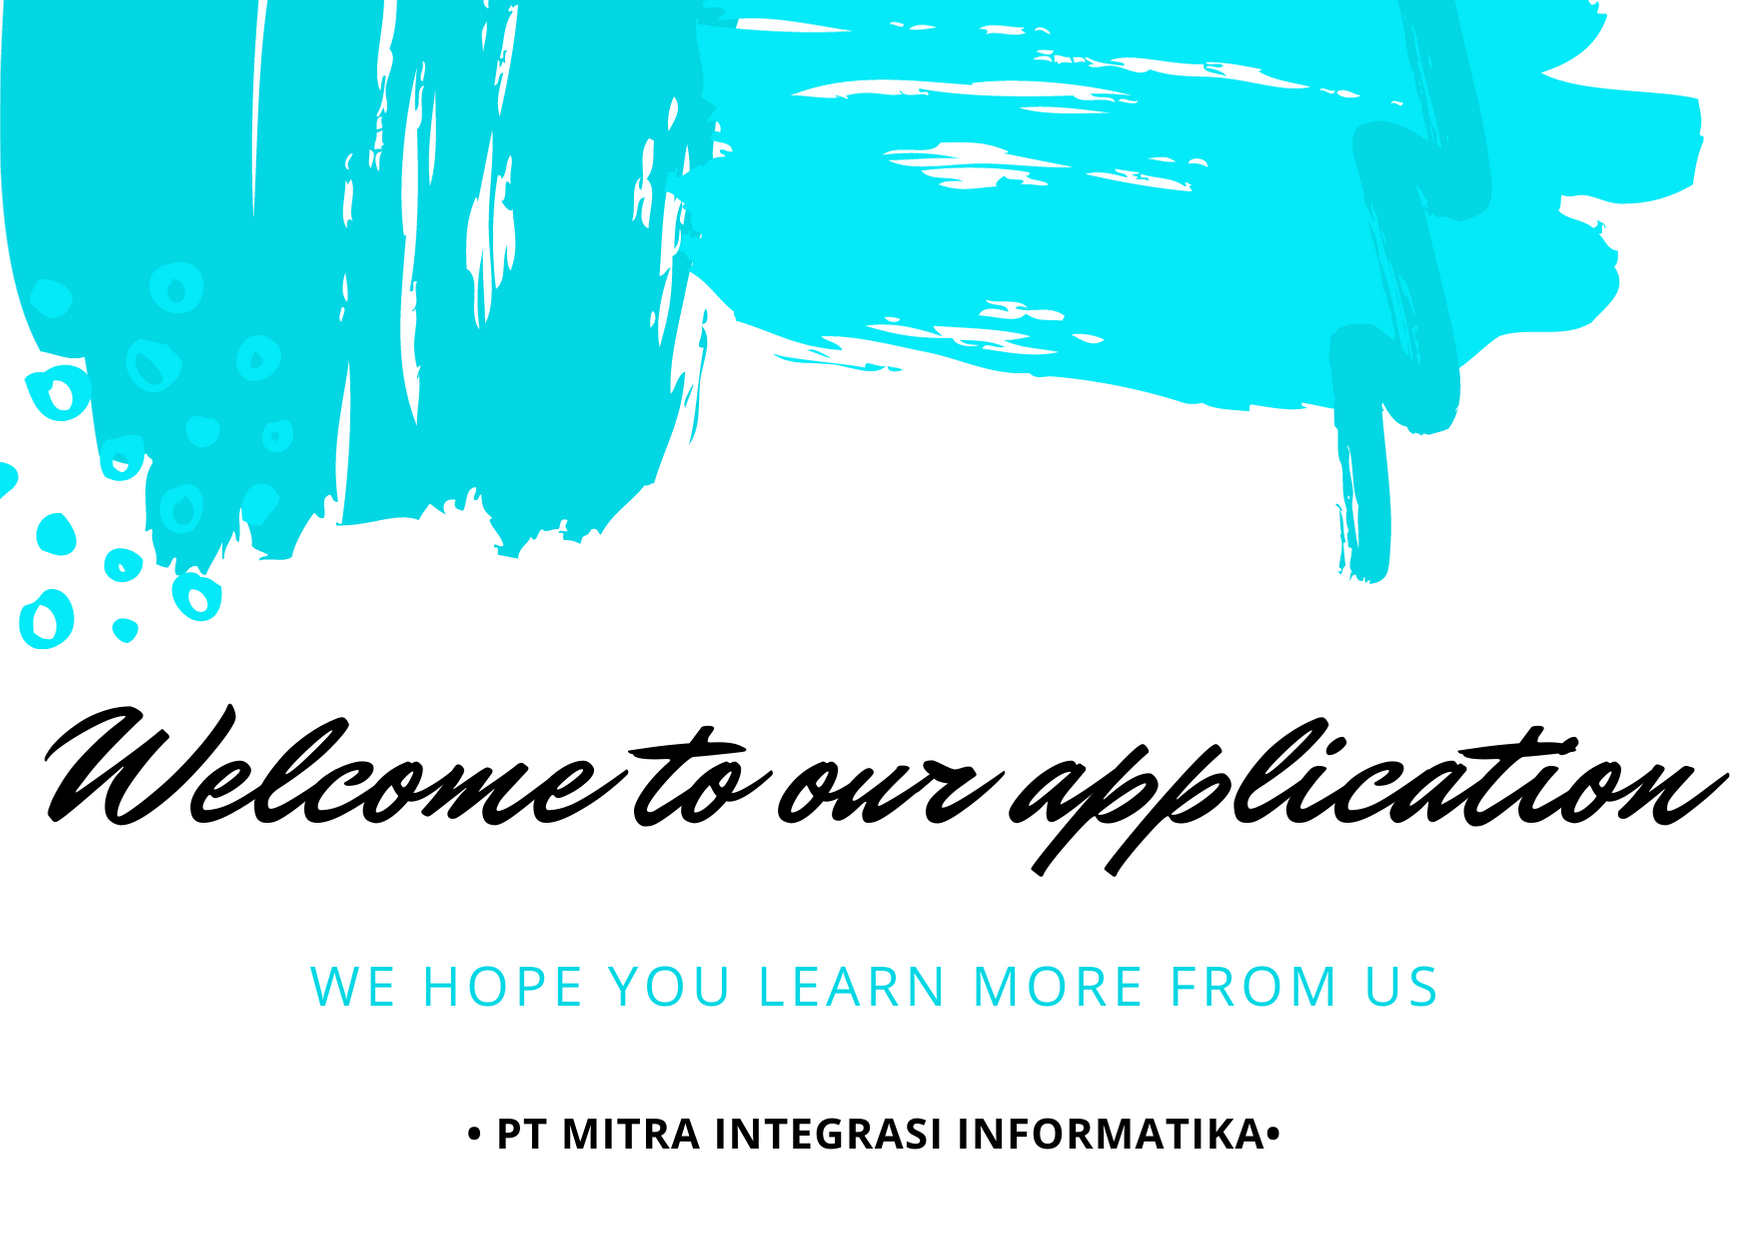 Welcome to our application
WE HOPE YOU LEARN MORE FROM US
• PT MITRA INTEGRASI INFORMATIKA•